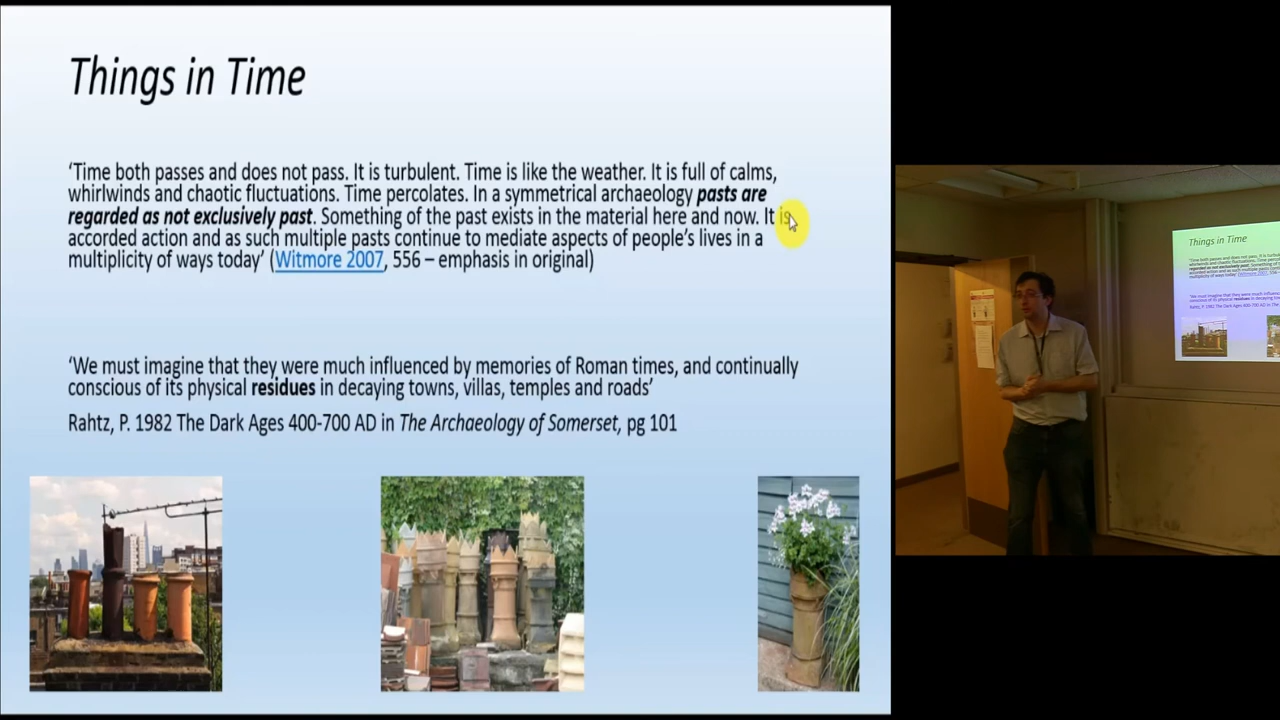 Things in Time
‘Time both passes and does not pass. It is turbulent. Time is like the weather. It is full of calms,
whirlwinds and chaotic fluctuations. Time percolates. In a symmetrical archaeology pasts are
regarded as not exclusively past. Something of the past exists in the material here and now. It is
accorded action and as such multiple pasts continue to mediate aspects of people’s lives in a
multiplicity of ways today’ (Witmore 2007, 556 – emphasis in original)
‘We must imagine that they were much influenced by memories of Roman times, and continually
conscious of its physical residues in decaying towns, villas, temples and roads’
Rahtz, P. 1982 The Dark Ages 400-700 AD in The Archaeology of Somerset, pg 101
Things in Time